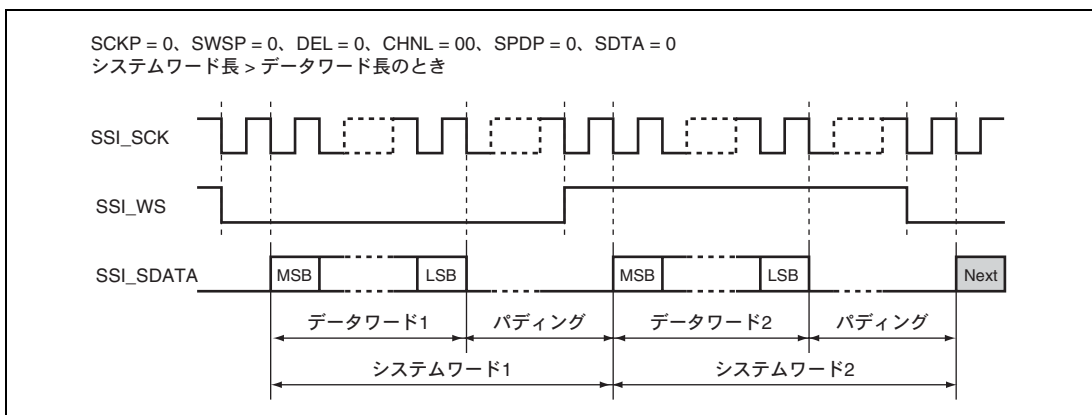 SCKP = 0、SWSP = 0、DEL = 0、CHNL = 00、SPDP = 0、SDTA = 0
システムワード長 > データワード長のとき
SSI_SCK
SSI_WS
SSI_SDATA
MSB
LSB
MSB
LSB
Next
データワード1
パディング
データワード2
パディング
システムワード1
システムワード2